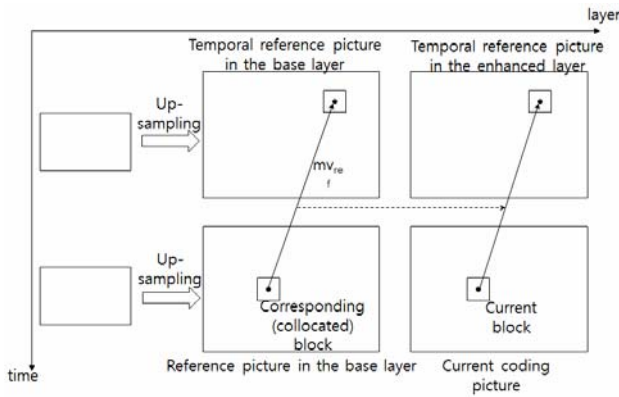 layer
Temporal reference picture
in the base layer
Temporal reference picture
in the enhanced layer
Up-
sampling
mv_re
f
Up-
sampling
Corresponding
(collocated)
block
Current
block
Reference picture in the base layer
Current coding
picture
time